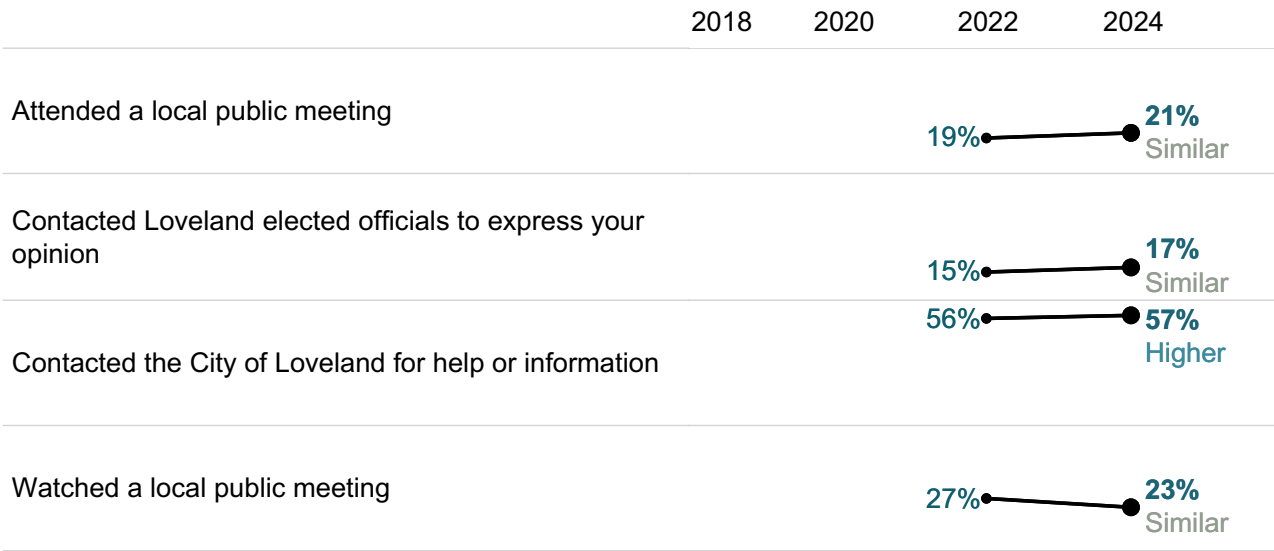 2018 2020 2022 2024
Attended a local public meeting
19%
21%
Similar
Contacted Loveland elected officials to express your
opinion
15%
17%
Similar
Contacted the City of Loveland for help or information
56%
57%
Higher
Watched a local public meeting
27%
23%
Similar